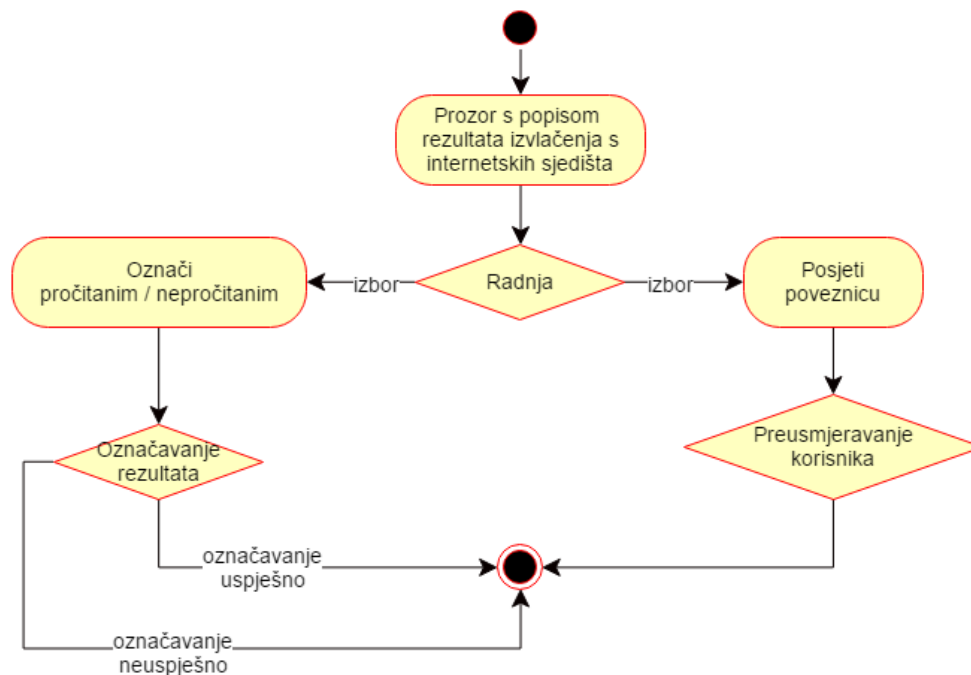 Prozor s popisom
rezultata izvlačenja s
internetskih sjedišta
Označi
pročitanim / nepročitanim
izbor
Radnja
izbor
Posjeti
poveznicu
Označavanje
rezultata
Preusmjeravanje
korisnika
označavanje
uspješno
označavanje
neuspješno